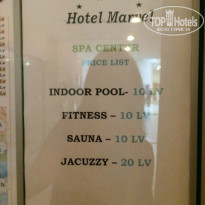 TOP Hotels
Hotel Marvel
SPA CENTER
PRICE LIST
INDOOR POOL- 10 LV
FITNESS – 10 LV
SAUNA – 10 LV
JACUZZY – 20 LV